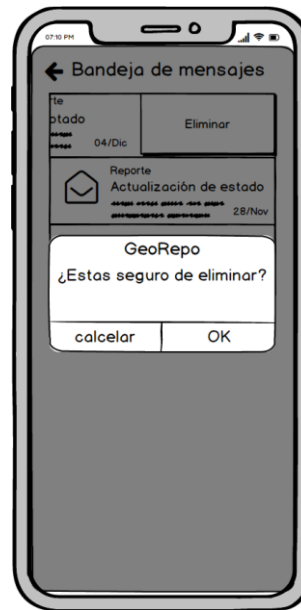 07:10 PM
Bandeja de mensajes
rte
otado
04/Dic
Eliminar
Reporte
Actualización de estado
28/Nov
GeoRepo
¿Estas seguro de eliminar?
calcelar
OK